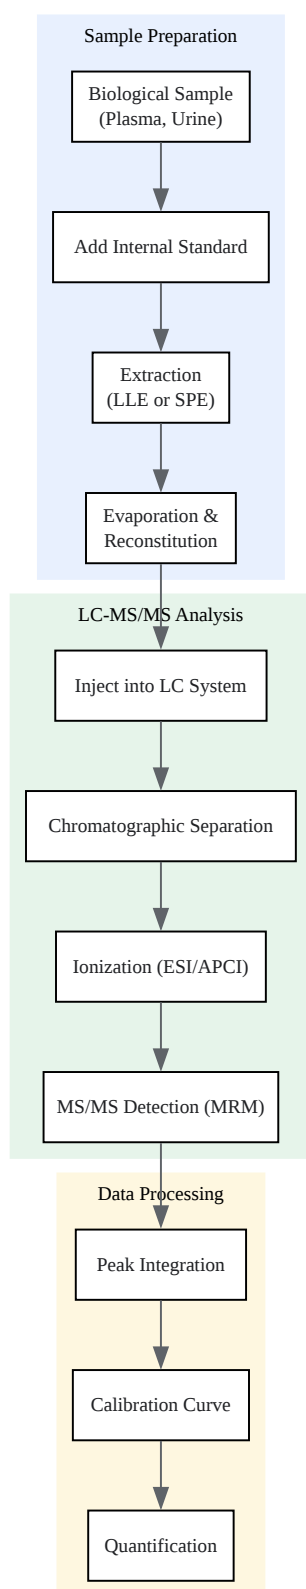 Sample Preparation
Biological Sample
(Plasma, Urine)
Add Internal Standard
Extraction
(LLE or SPE)
Evaporation &
Reconstitution
LC-MS/MS Analysis
Inject into LC System
Chromatographic Separation
Ionization (ESI/APCI)
MS/MS Detection (MRM)
Data Processing
Peak Integration
Calibration Curve
Quantification